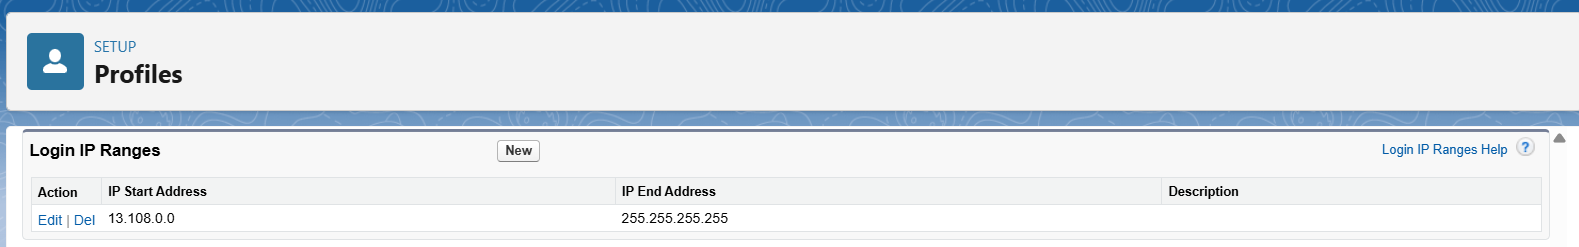 SETUP
Profiles
Login IP Ranges New Login IP Ranges Help ?
Action IP Start Address IP End Address Description
Edit | Del 13.108.0.0 255.255.255.255